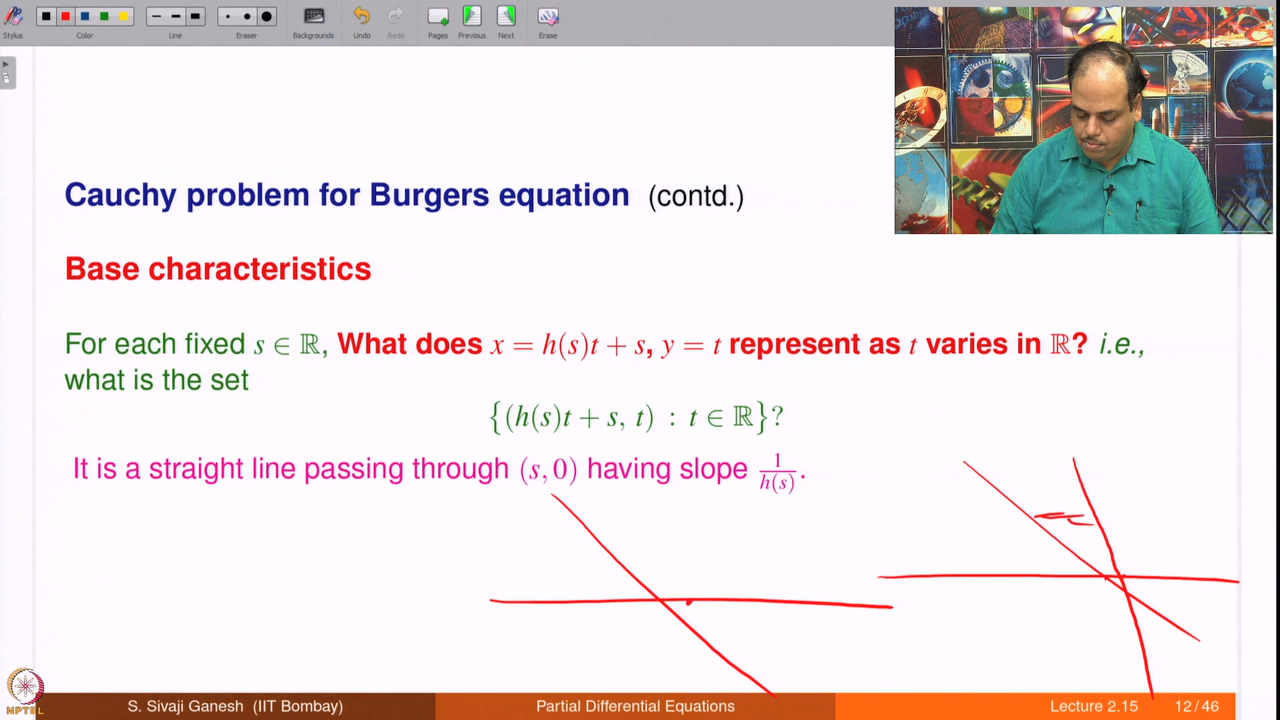 Stylus Color Line Eraser Backgrounds Undo Redo Pages Previous Next Erase
Cauchy problem for Burgers equation (contd.)
Base characteristics
For each fixed s ∈ ℝ, What does x = h(s)t + s, y = t represent as t varies in ℝ? i.e.,
what is the set
{(h(s)t + s, t) : t ∈ ℝ}?
It is a straight line passing through (s, 0) having slope 1/h(s).
NPTEL
S. Sivaji Ganesh (IIT Bombay) Partial Differential Equations Lecture 2.15 12 / 46